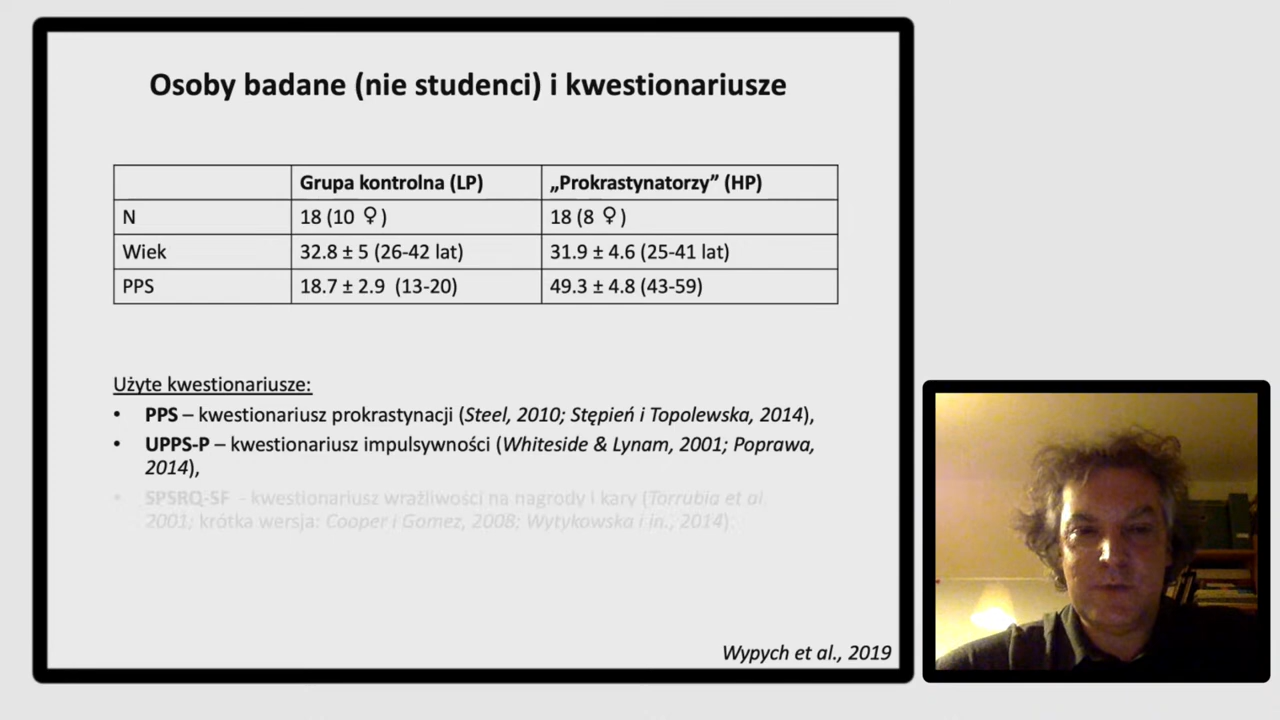 Osoby badane (nie studenci) i kwestionariusze
Grupa kontrolna (LP) „Prokrastynatorzy” (HP)
N 18 (10 ♀) 18 (8 ♀)
Wiek 32.8 ± 5 (26-42 lat) 31.9 ± 4.6 (25-41 lat)
PPS 18.7 ± 2.9 (13-20) 49.3 ± 4.8 (43-59)
Użyte kwestionariusze:
• PPS – kwestionariusz prokrastynacji (Steel, 2010; Stępień i Topolewska, 2014),
• UPPS-P – kwestionariusz impulsywności (Whiteside & Lynam, 2001; Poprawa,
2014),
• SPSRQ-SF - kwestionariusz wrażliwości na nagrody i kary (Torrubia et al
2001; krótka wersja: Cooper i Gomez, 2008; Wytykowska i in., 2014).
Wypych et al., 2019